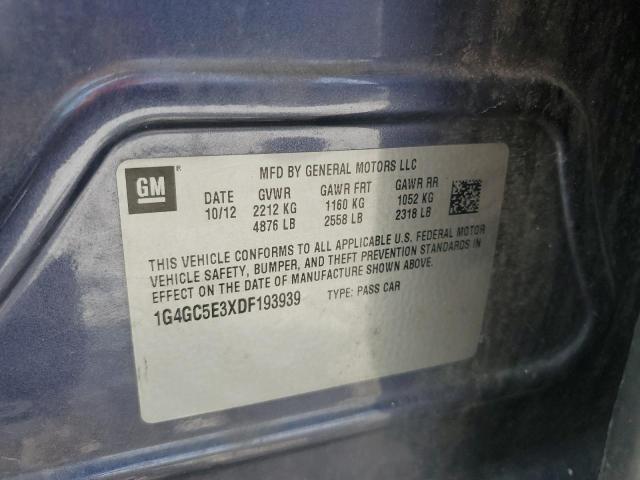 GM ®
MFD BY GENERAL MOTORS LLC
DATE GVWR GAWR FRT GAWR RR
10/12 2212 KG 1160 KG 1052 KG
4876 LB 2558 LB 2318 LB
THIS VEHICLE CONFORMS TO ALL APPLICABLE U.S. FEDERAL MOTOR
VEHICLE SAFETY, BUMPER, AND THEFT PREVENTION STANDARDS IN
EFFECT ON THE DATE OF MANUFACTURE SHOWN ABOVE.
1G4GC5E3XDF193939 TYPE: PASS CAR